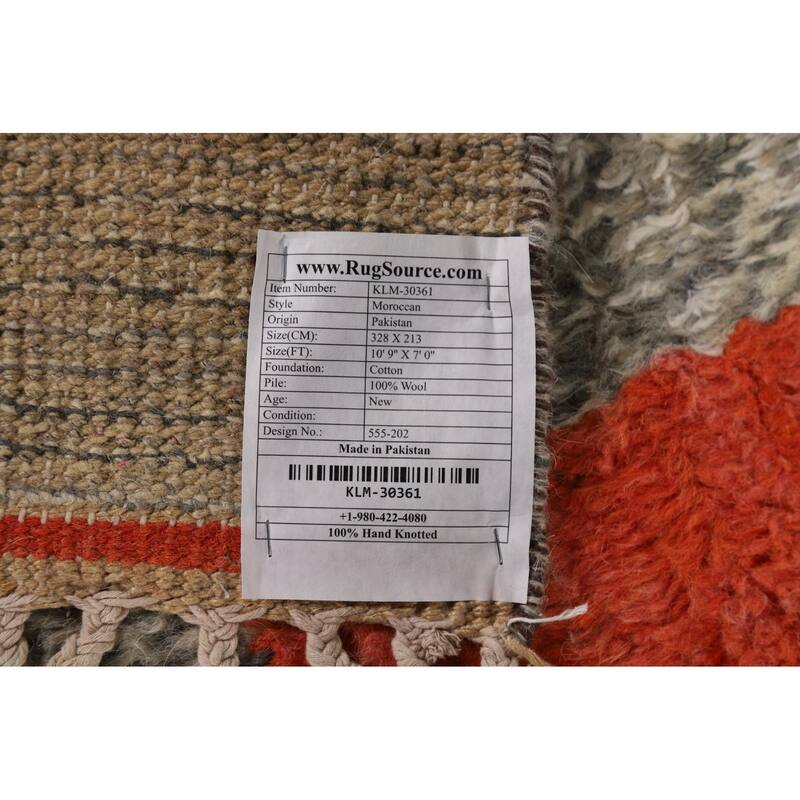 www.RugSource.com
Item Number: KLM-30361
Style Moroccan
Origin Pakistan
Size(CM): 328 X 213
Size(FT): 10' 9" X 7' 0"
Foundation: Cotton
Pile: 100% Wool
Age: New
Condition:
Design No.: 555-202
Made in Pakistan
KLM-30361
+1-980-422-4080
100% Hand Knotted